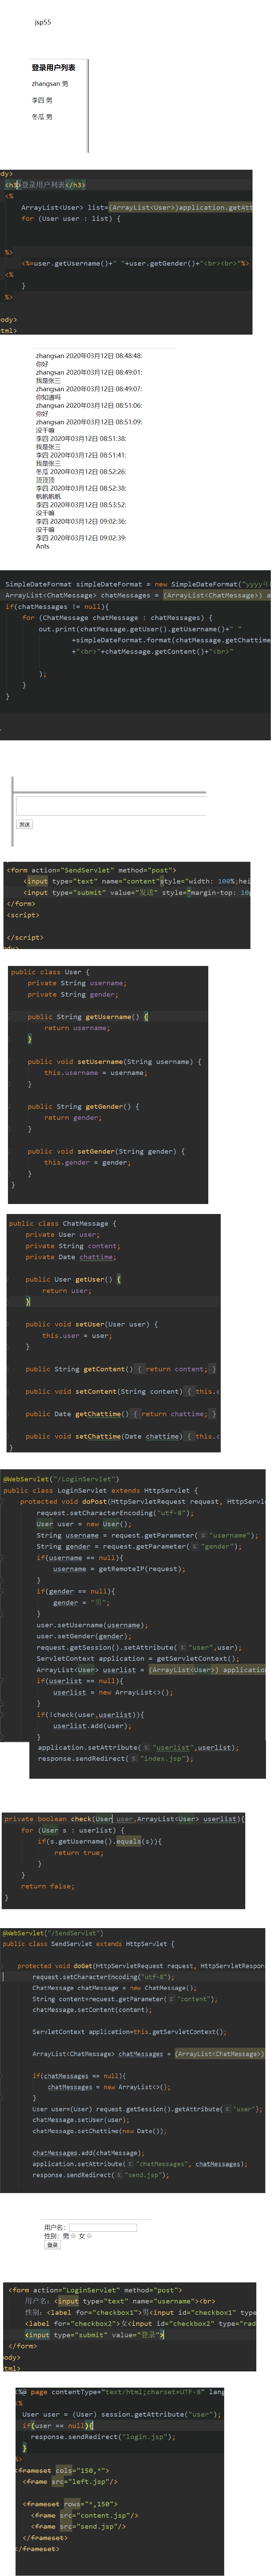 jsp55
登录用户列表
zhangsan 男
李四 男
冬瓜 男
dy>
<h3>登录用户列表</h3>
<%
ArrayList<User> list=(ArrayList<User>)application.getAtt
for (User user : list) {
%>
<%=user.getUsername()+" "+user.getGender()+"<br><br>"%>
<%
}
%>
ody>
tml>
zhangsan 2020年03月12日 08:48:48:
你好
zhangsan 2020年03月12日 08:49:01:
我是张三
zhangsan 2020年03月12日 08:49:07:
你知道吗
zhangsan 2020年03月12日 08:51:06:
你好
zhangsan 2020年03月12日 08:51:09:
没干嘛
李四 2020年03月12日 08:51:38:
我是张三
李四 2020年03月12日 08:51:41:
我是张三
冬瓜 2020年03月12日 08:52:26:
顶顶顶
李四 2020年03月12日 08:52:38:
帆帆帆帆
李四 2020年03月12日 08:53:52:
没干嘛
李四 2020年03月12日 09:02:36:
没干嘛
李四 2020年03月12日 09:02:39:
Ants
SimpleDateFormat simpleDateFormat = new SimpleDateFormat("yyyy年
ArrayList<ChatMessage> chatMessages = (ArrayList<ChatMessage>) a
if(chatMessages != null){
for (ChatMessage chatMessage : chatMessages) {
out.print(chatMessage.getUser().getUsername()+" "
+simpleDateFormat.format(chatMessage.getChattime
+"<br>"+chatMessage.getContent()+"<br>"
);
}
}
发送
<form action="SendServlet" method="post">
<input type="text" name="content"style="width: 100%;hei
<input type="submit" value="发送" style="margin-top: 10p
</form>
<script>
</script>
public class User {
private String username;
private String gender;
public String getUsername() {
return username;
}
public void setUsername(String username) {
this.username = username;
}
public String getGender() {
return gender;
}
public void setGender(String gender) {
this.gender = gender;
}
}
public class ChatMessage {
private User user;
private String content;
private Date chattime;
public User getUser() {
return user;
}
public void setUser(User user) {
this.user = user;
}
public String getContent() { return content; }
public void setContent(String content) { this.c
public Date getChattime() { return chattime; }
public void setChattime(Date chattime) { this.c
}
@WebServlet("/LoginServlet")
public class LoginServlet extends HttpServlet {
protected void doPost(HttpServletRequest request, HttpServle
request.setCharacterEncoding("utf-8");
User user = new User();
String username = request.getParameter( s: "username");
String gender = request.getParameter( s: "gender");
if(username == null){
username = getRemoteIP(request);
}
if(gender == null){
gender = "男";
}
user.setUsername(username);
user.setGender(gender);
request.getSession().setAttribute( s: "user",user);
ServletContext application = getServletContext();
ArrayList<User> userlist = (ArrayList<User>) applicatio
if(userlist == null){
userlist = new ArrayList<>();
}
if(!check(user,userlist)){
userlist.add(user);
}
application.setAttribute( s: "userlist",userlist);
response.sendRedirect( s: "index.jsp");
private boolean check(User user,ArrayList<User> userlist){
for (User s : userlist) {
if(s.getUsername().equals(s)){
return true;
}
}
return false;
}
@WebServlet("/SendServlet")
public class SendServlet extends HttpServlet {
protected void doGet(HttpServletRequest request, HttpServletRespon
request.setCharacterEncoding("utf-8");
ChatMessage chatMessage = new ChatMessage();
String content=request.getParameter( s: "content");
chatMessage.setContent(content);
ServletContext application=this.getServletContext();
ArrayList<ChatMessage> chatMessages = (ArrayList<ChatMessage>)
if(chatMessages == null){
chatMessages = new ArrayList<>();
}
User user=(User) request.getSession().getAttribute( s: "user");
chatMessage.setUser(user);
chatMessage.setChattime(new Date());
chatMessages.add(chatMessage);
application.setAttribute( s: "chatMessages", chatMessages);
response.sendRedirect( s: "send.jsp");
用户名:
性别: 男 女
登录
<form action="LoginServlet" method="post">
用户名:<input type="text" name="username"><br>
性别:<label for="checkbox1">男<input id="checkbox1" type
<label for="checkbox2">女<input id="checkbox2" type="rad
<input type="submit" value="登录">
</form>
ody>
tml>
<%@ page contentType="text/html;charset=UTF-8" lang
<%
User user = (User) session.getAttribute("user");
if(user == null){
response.sendRedirect("login.jsp");
}
%>
<frameset cols="150,*">
<frame src="left.jsp"/>
<frameset rows="*,150">
<frame src="content.jsp"/>
<frame src="send.jsp"/>
</frameset>
</frameset>